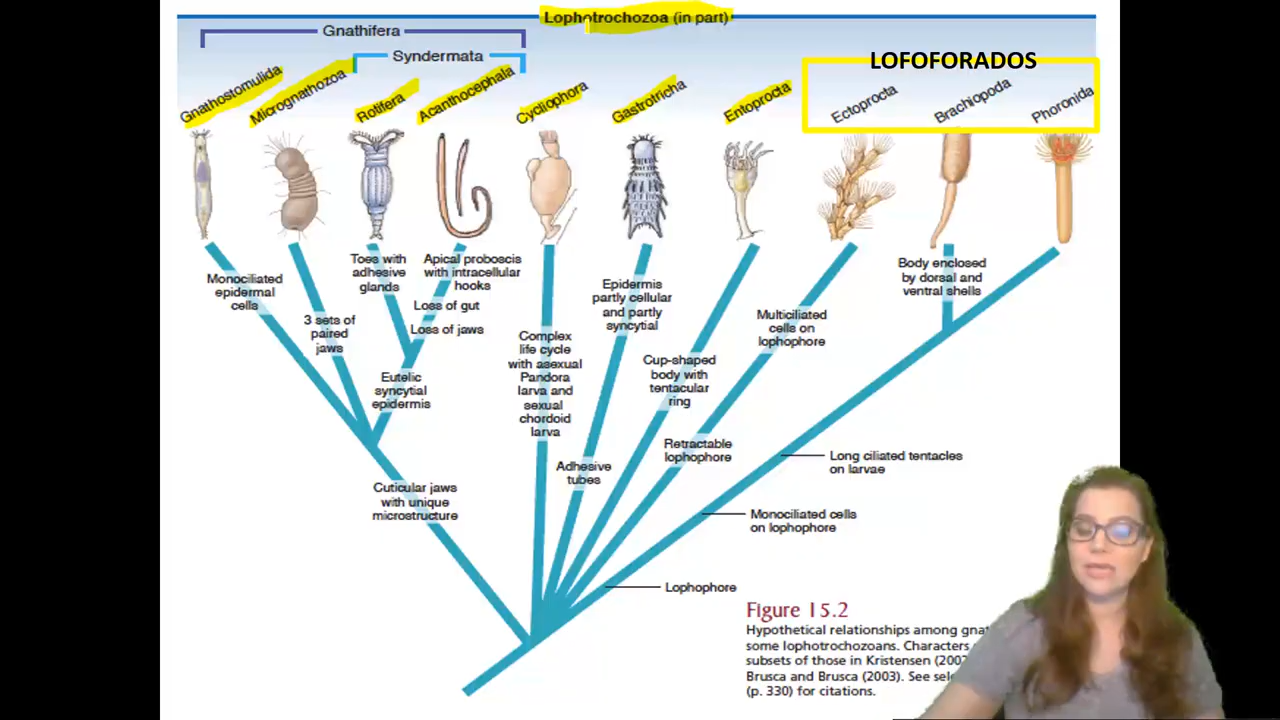 Lophotrochozoa (in part)
Gnathifera
Syndermata
LOFOFORADOS
Gnathostomulida
Micrognathozoa
Rotifera
Acanthocephala
Cycliophora
Gastrotricha
Entoprocta
Ectoprocta
Brachiopoda
Phoronida
Monociliated
epidermal
cells
3 sets of
paired
jaws
Toes with
adhesive
glands
Apical proboscis
with intracellular
hooks
Loss of gut
Loss of jaws
Eutelic
syncytial
epidermis
Cuticular jaws
with unique
microstructure
Complex
life cycle
with asexual
Pandora
larva and
sexual
chordoid
larva
Epidermis
partly cellular
and partly
syncytial
Adhesive
tubes
Cup-shaped
body with
tentacular
ring
Multiciliated
cells on
lophophore
Retractable
lophophore
Body enclosed
by dorsal and
ventral shells
Long ciliated tentacles
on larvae
Monociliated cells
on lophophore
Lophophore
Figure 15.2
Hypothetical relationships among
some lophotrochozoans. Characters
subsets of those in Kristensen
Brusca and Brusca (2003). See
(p. 330) for citations.